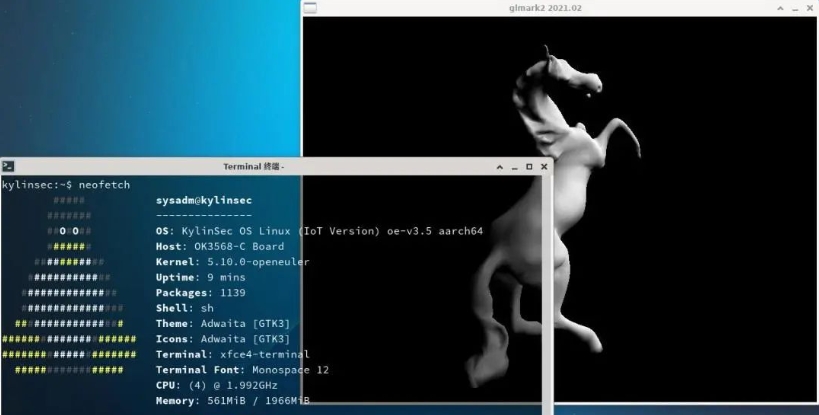 glmark2 2021.02
Terminal 终端 -
kylinsec:~$ neofetch
sysadm@kylinsec
---------------
OS: KylinSec OS Linux (IoT Version) oe-v3.5 aarch64
Host: OK3568-C Board
Kernel: 5.10.0-openeuler
Uptime: 9 mins
Packages: 1139
Shell: sh
Theme: Adwaita [GTK3]
Icons: Adwaita [GTK3]
Terminal: xfce4-terminal
Terminal Font: Monospace 12
CPU: (4) @ 1.992GHz
Memory: 561MiB / 1966MiB